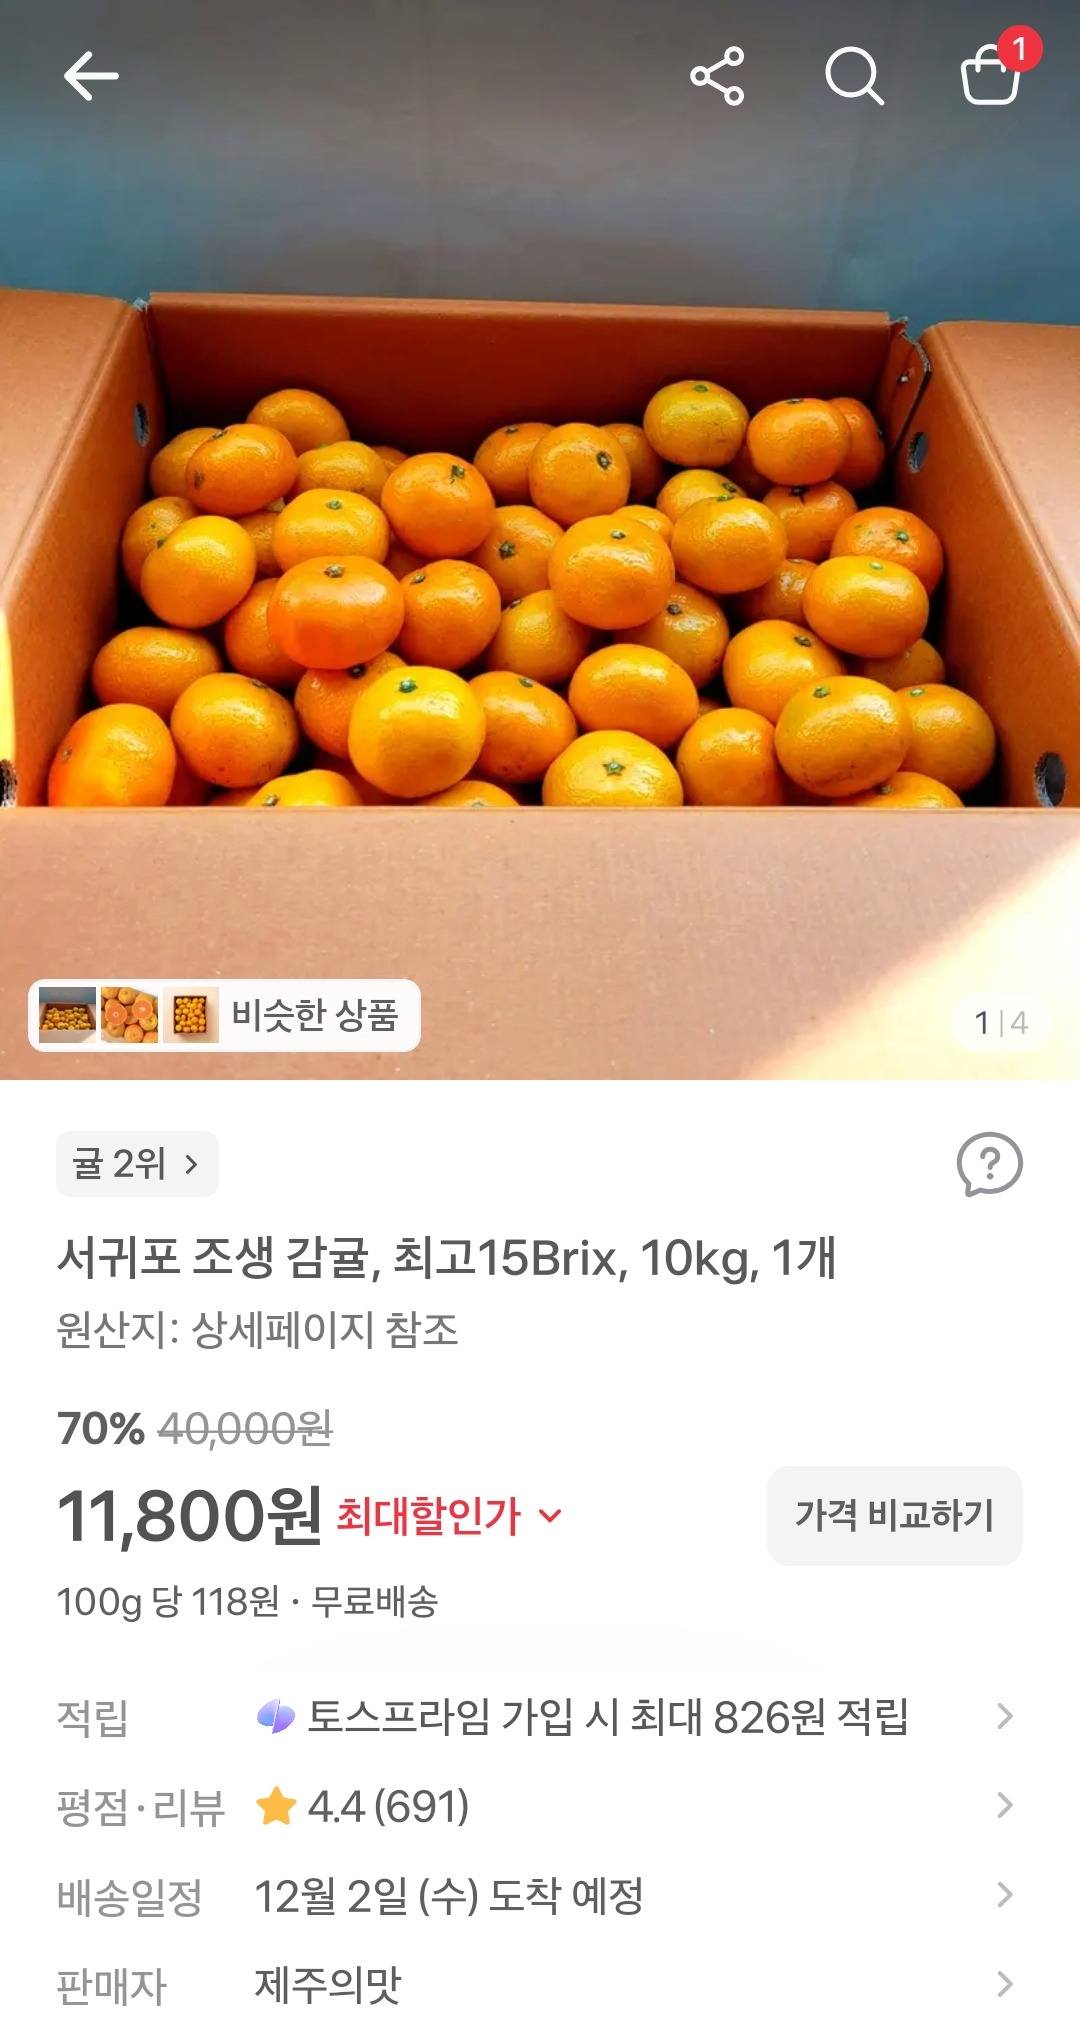 1
비슷한 상품
1 | 4
귤 2위 >
서귀포 조생 감귤, 최고15Brix, 10kg, 1개
원산지: 상세페이지 참조
70% 40,000원
11,800원 최대할인가
가격 비교하기
100g 당 118원 · 무료배송
적립 토스프라임 가입 시 최대 826원 적립
평점·리뷰 4.4 (691)
배송일정 12월 2일 (수) 도착 예정
판매자 제주의맛